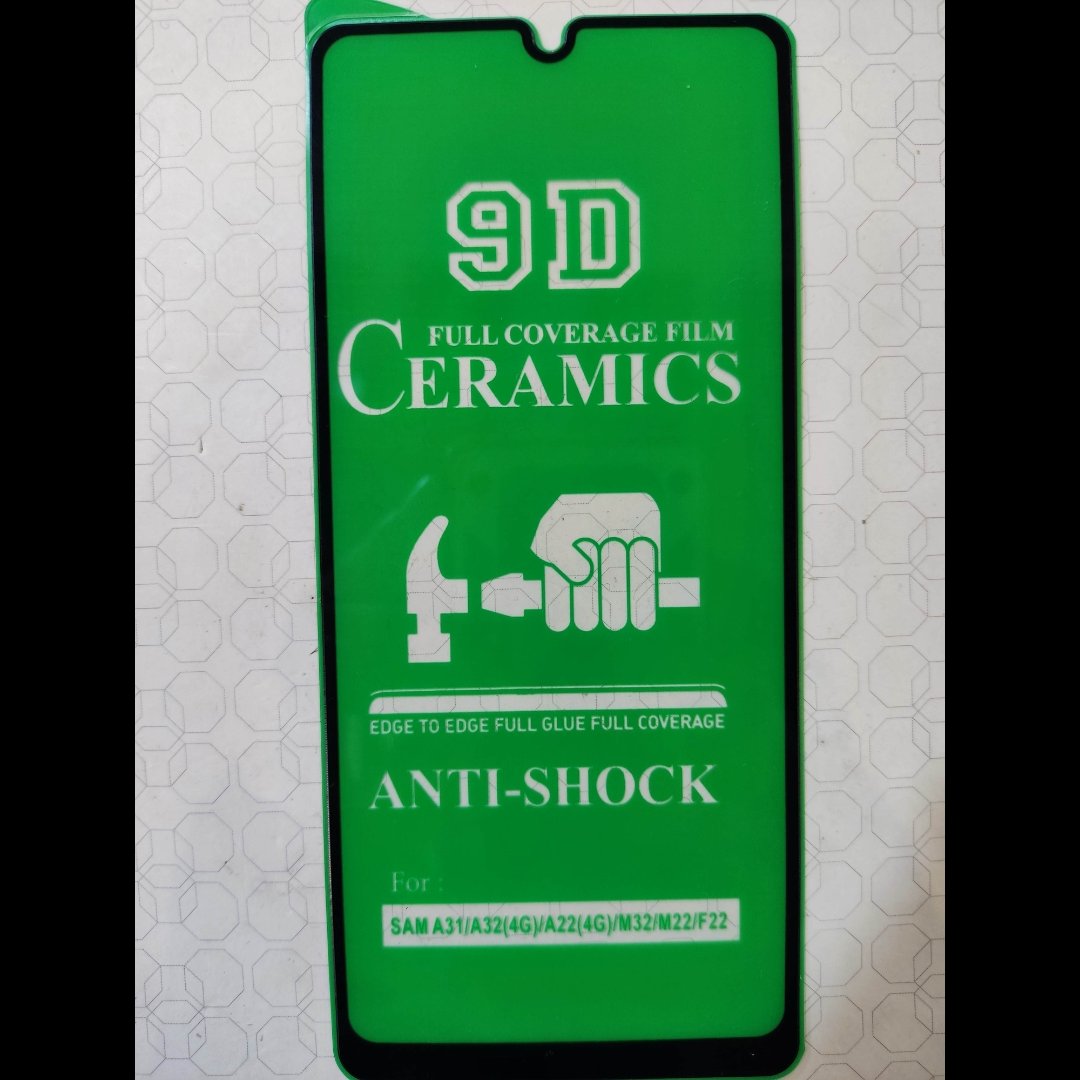 9D
FULL COVERAGE FILM
CERAMICS
EDGE TO EDGE FULL GLUE FULL COVERAGE
ANTI-SHOCK
For :
SAM A31/A32(4G)/A22(4G)/M32/M22/F22